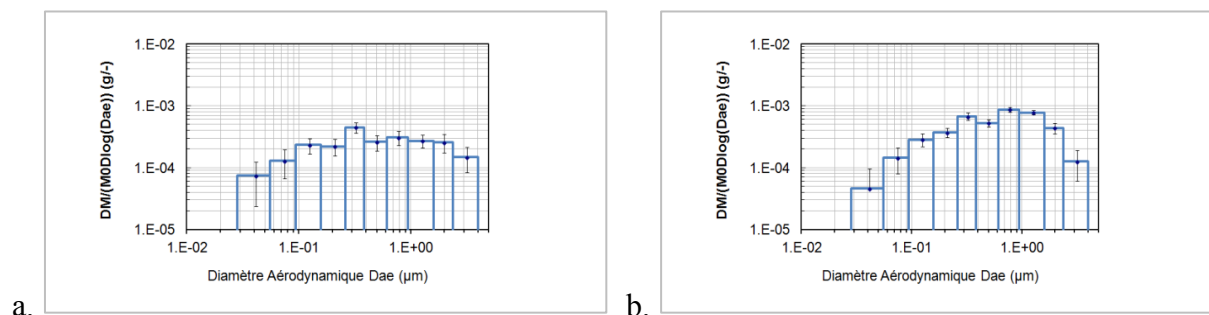 1.E-02
1.E-03
1.E-04
1.E-05
DM/(M0Dlog(Dae)) (g/-)
1.E-02 1.E-01 1.E+00
Diamètre Aérodynamique Dae (µm)
a.
1.E-02
1.E-03
1.E-04
1.E-05
DM/(M0Dlog(Dae)) (g/-)
1.E-02 1.E-01 1.E+00
Diamètre Aérodynamique Dae (µm)
b.